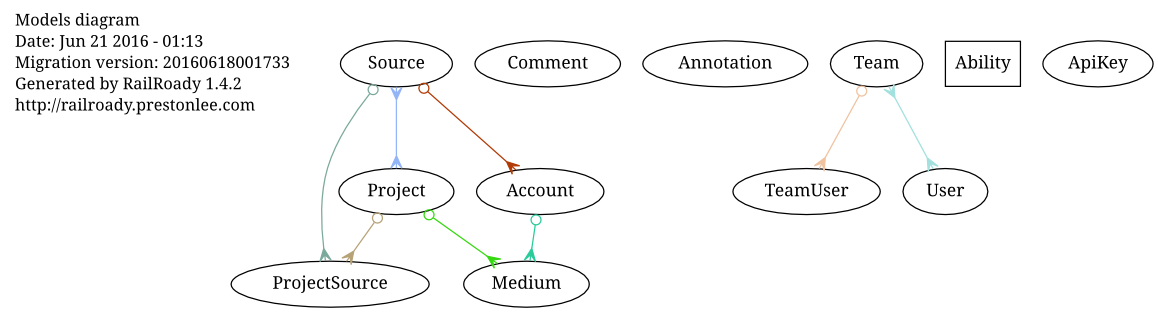 Models diagram
Date: Jun 21 2016 - 01:13
Migration version: 20160618001733
Generated by RailRoady 1.4.2
http://railroady.prestonlee.com
Source
Comment
Annotation
Team
Ability
ApiKey
Project
Account
TeamUser
User
ProjectSource
Medium